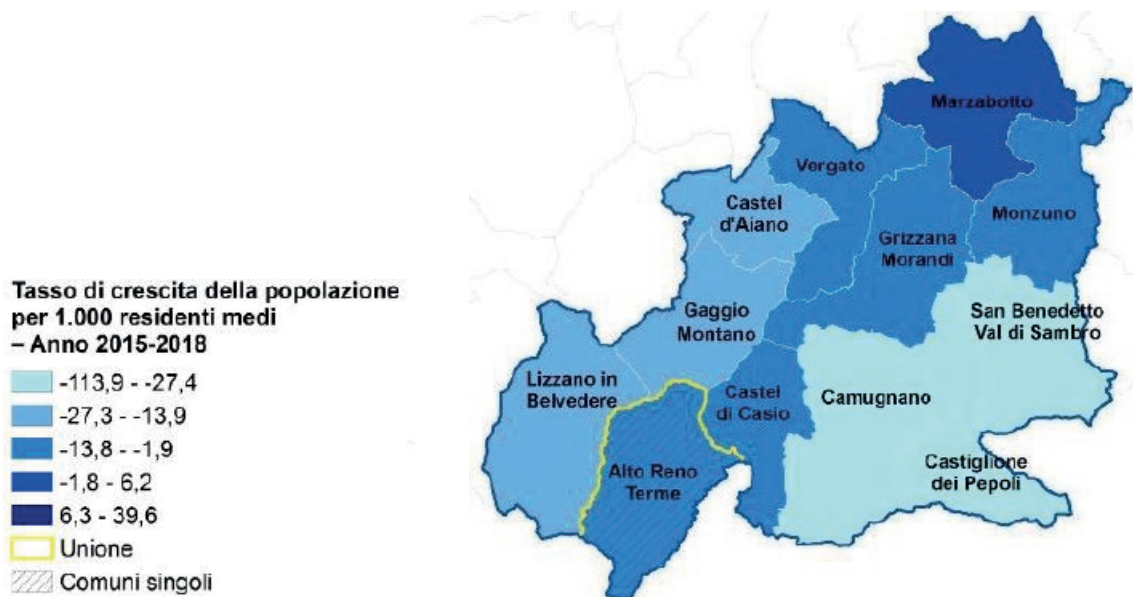 Tasso di crescita della popolazione
per 1.000 residenti medi
– Anno 2015-2018
-113,9 - -27,4
-27,3 - -13,9
-13,8 - -1,9
-1,8 - 6,2
6,3 - 39,6
Unione
Comuni singoli
Marzabotto
Vergato
Castel
d'Aiano
Monzuno
Grizzana
Morandi
Gaggio
Montano
San Benedetto
Val di Sambro
Lizzano in
Belvedere
Castel
di Casio
Camugnano
Alto Reno
Terme
Castiglione
dei Pepoli